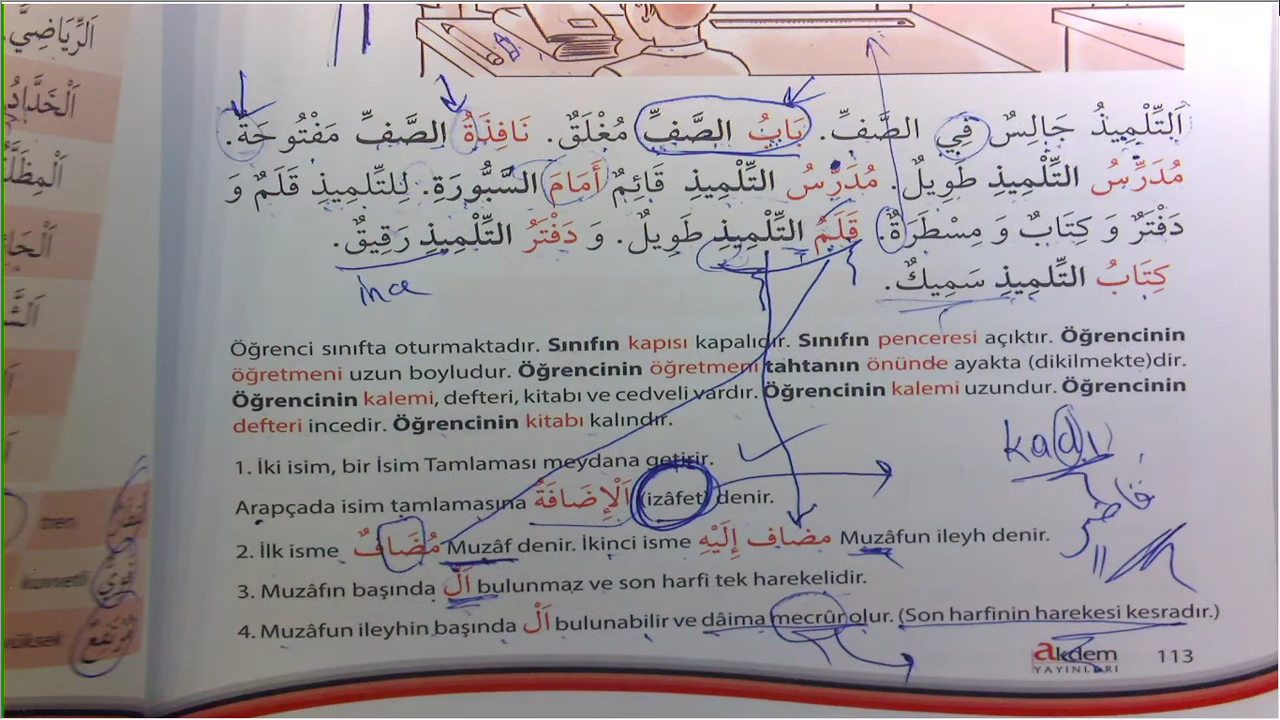 اَلرِّيَاضِيُّ
اَلتِّلْمِيذُ جَالِسٌ فِي الصَّفِّ. بَابُ الصَّفِّ مُغْلَقٌ. نَافِذَةُ الصَّفِّ مَفْتُوحَةٌ.
مُدَرِّسُ التِّلْمِيذِ طَوِيلٌ. مُدَرِّسُ التِّلْمِيذِ قَائِمٌ أَمَامَ السَّبُّورَةِ. لِلتِّلْمِيذِ قَلَمٌ وَ
دَفْتَرٌ وَ كِتَابٌ وَ مِسْطَرَةٌ. قَلَمُ التِّلْمِيذِ طَوِيلٌ. وَ دَفْتَرُ التِّلْمِيذِ رَقِيقٌ.
كِتَابُ التِّلْمِيذِ سَمِيكٌ.
ince
Öğrenci sınıfta oturmaktadır. Sınıfın kapısı kapalıdır. Sınıfın penceresi açıktır. Öğrencinin
öğretmeni uzun boyludur. Öğrencinin öğretmeni tahtanın önünde ayakta (dikilmekte)dir.
Öğrencinin kalemi, defteri, kitabı ve cedveli vardır. Öğrencinin kalemi uzundur. Öğrencinin
defteri incedir. Öğrencinin kitabı kalındır.
1. İki isim, bir İsim Tamlaması meydana getirir.
Arapçada isim tamlamasına اَلْإِضَافَةُ (izâfet) denir.
2. İlk isme مُضَافٌ Muzâf denir. İkinci isme مضاف إِلَيْهِ Muzâfun ileyh denir.
3. Muzâfın başında اَلْ bulunmaz ve son harfi tek harekelidir.
4. Muzâfun ileyhin başında اَلْ bulunabilir ve dâima mecrûr olur. (Son harfinin harekesi kesradır.)
kadı
tren
kuvvetli
yüksek
akdem
YAYINLARI
113